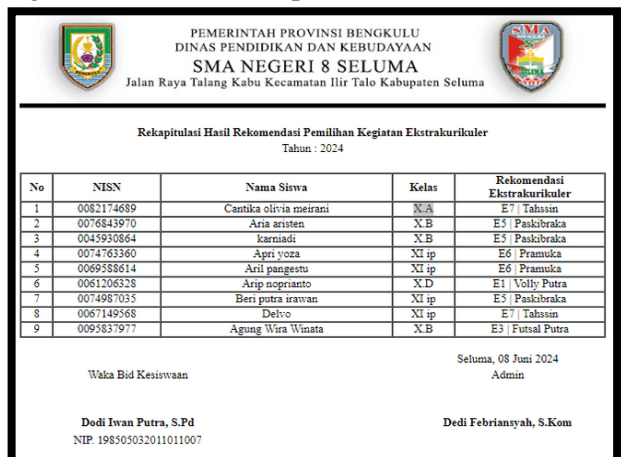 PEMERINTAH PROVINSI BENGKULU
DINAS PENDIDIKAN DAN KEBUDAYAAN
SMA NEGERI 8 SELUMA
Jalan Raya Talang Kabu Kecamatan Ilir Talo Kabupaten Seluma
SMA
Rekapitulasi Hasil Rekomendasi Pemilihan Kegiatan Ekstrakurikuler
Tahun : 2024
No NISN Nama Siswa Kelas Rekomendasi Ekstrakurikuler
1 0082174689 Cantika olivia meirani X.A E7 | Tahssin
2 0076843970 Aria aristen X.B E5 | Paskibraka
3 0045930864 karniadi X.B E5 | Paskibraka
4 0074763360 Apri yoza XI ip E6 | Pramuka
5 0069588614 Aril pangestu XI ip E6 | Pramuka
6 0061206328 Arip noprianto X.D E1 | Volly Putra
7 0074987035 Beri putra irawan XI ip E5 | Paskibraka
8 0067149568 Delvo XI ip E7 | Tahssin
9 0095837977 Agung Wira Winata X.B E3 | Futsal Putra
Seluma, 08 Juni 2024
Waka Bid Kesiswaan Admin
Dodi Iwan Putra, S.Pd Dedi Febriansyah, S.Kom
NIP. 198505032011011007